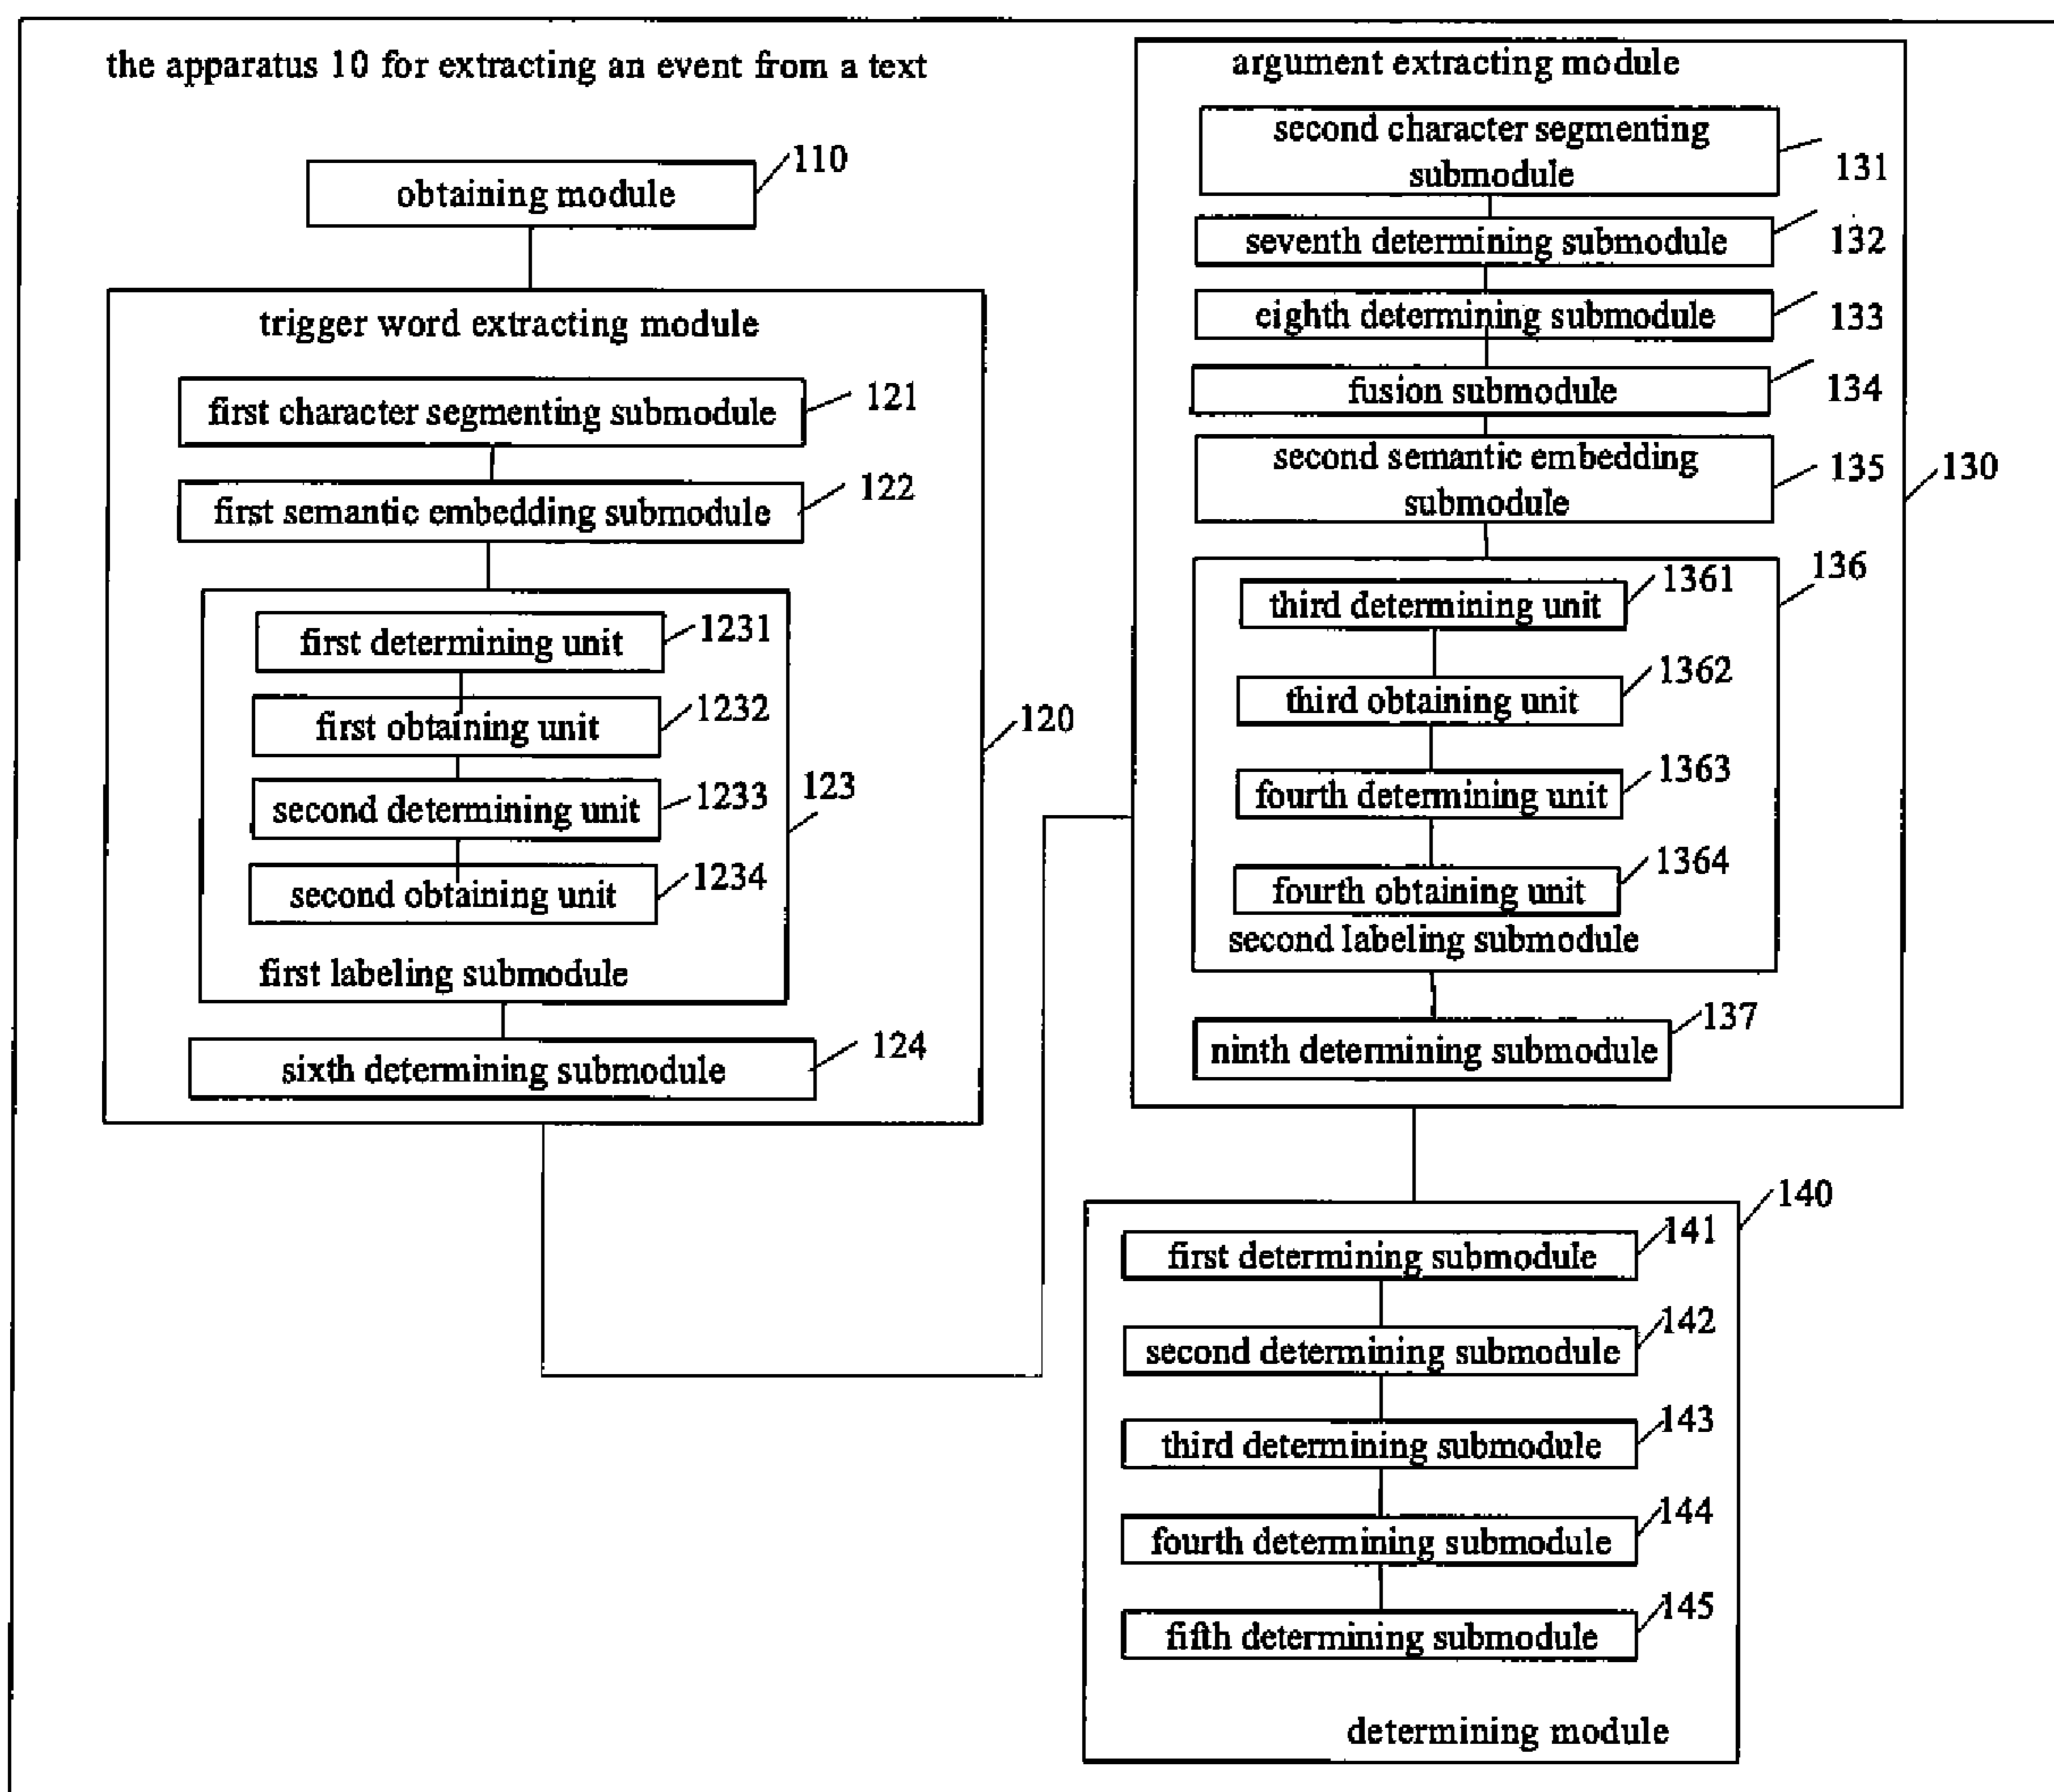 the apparatus 10 for extracting an event from a text
110
obtaining module
trigger word extracting module
first character segmenting submodule
121
first semantic embedding submodule
122
first determining unit
1231
first obtaining unit
1232
second determining unit
1233
second obtaining unit
1234
first labeling submodule
123
120
sixth determining submodule
124
argument extracting module
second character segmenting
submodule
131
seventh determining submodule
132
eighth determining submodule
133
fusion submodule
134
second semantic embedding
submodule
135
130
136
third determining unit
1361
third obtaining unit
1362
fourth determining unit
1363
fourth obtaining unit
1364
second labeling submodule
ninth determining submodule
137
140
first determining submodule
141
second determining submodule
142
third determining submodule
143
fourth determining submodule
144
fifth determining submodule
145
determining module